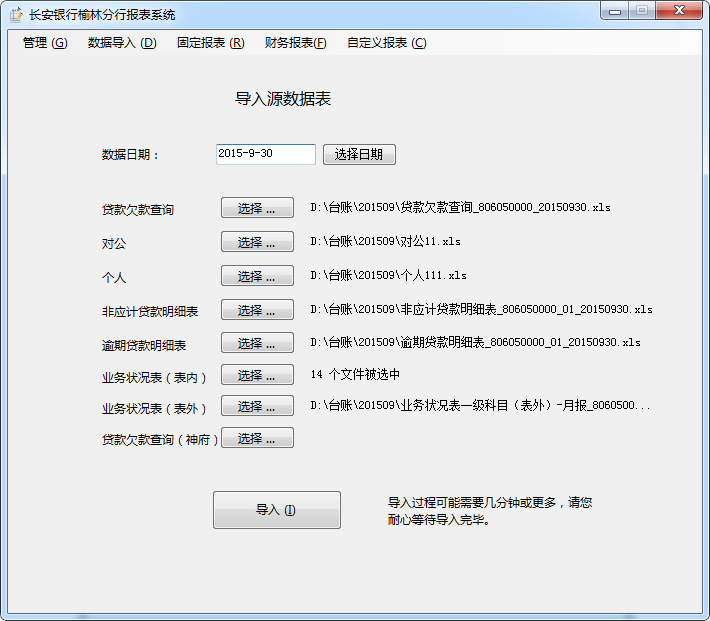 长安银行榆林分行报表系统
管理 (G) 数据导入 (D) 固定报表 (R) 财务报表(F) 自定义报表 (C)
导入源数据表
数据日期： 2015-9-30 选择日期
贷款欠款查询 选择 ... D:\台账\201509\贷款欠款查询_806050000_20150930.xls
对公 选择 ... D:\台账\201509\对公11.xls
个人 选择 ... D:\台账\201509\个人111.xls
非应计贷款明细表 选择 ... D:\台账\201509\非应计贷款明细表_806050000_01_20150930.xls
逾期贷款明细表 选择 ... D:\台账\201509\逾期贷款明细表_806050000_01_20150930.xls
业务状况表（表内） 选择 ... 14 个文件被选中
业务状况表（表外） 选择 ... D:\台账\201509\业务状况表一级科目（表外）-月报_8060500...
贷款欠款查询（神府） 选择 ...
导入 (I) 导入过程可能需要几分钟或更多，请您
耐心等待导入完毕。